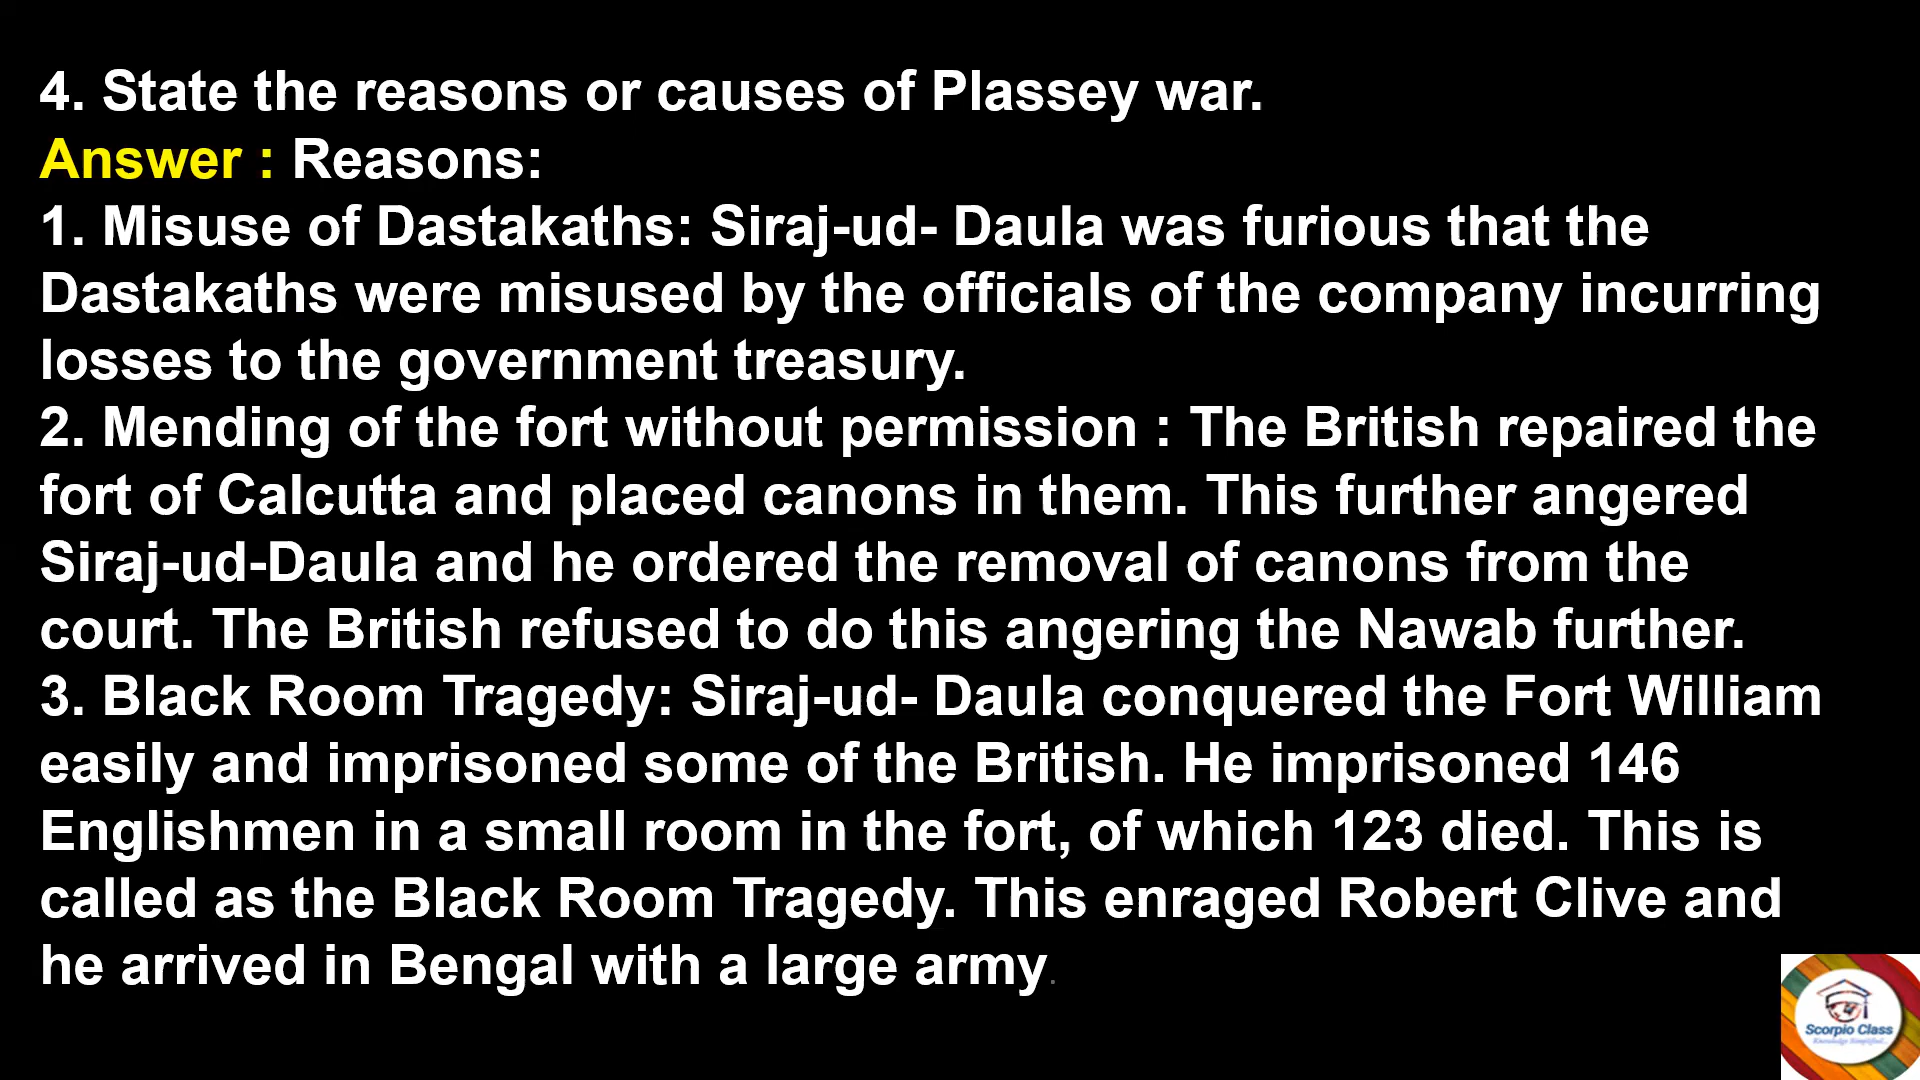 4. State the reasons or causes of Plassey war.
Answer : Reasons:
1. Misuse of Dastakaths: Siraj-ud- Daula was furious that the
Dastakaths were misused by the officials of the company incurring
losses to the government treasury.
2. Mending of the fort without permission : The British repaired the
fort of Calcutta and placed canons in them. This further angered
Siraj-ud-Daula and he ordered the removal of canons from the
court. The British refused to do this angering the Nawab further.
3. Black Room Tragedy: Siraj-ud- Daula conquered the Fort William
easily and imprisoned some of the British. He imprisoned 146
Englishmen in a small room in the fort, of which 123 died. This is
called as the Black Room Tragedy. This enraged Robert Clive and
he arrived in Bengal with a large army.
Scorpio Class
Knowledge Simplified...